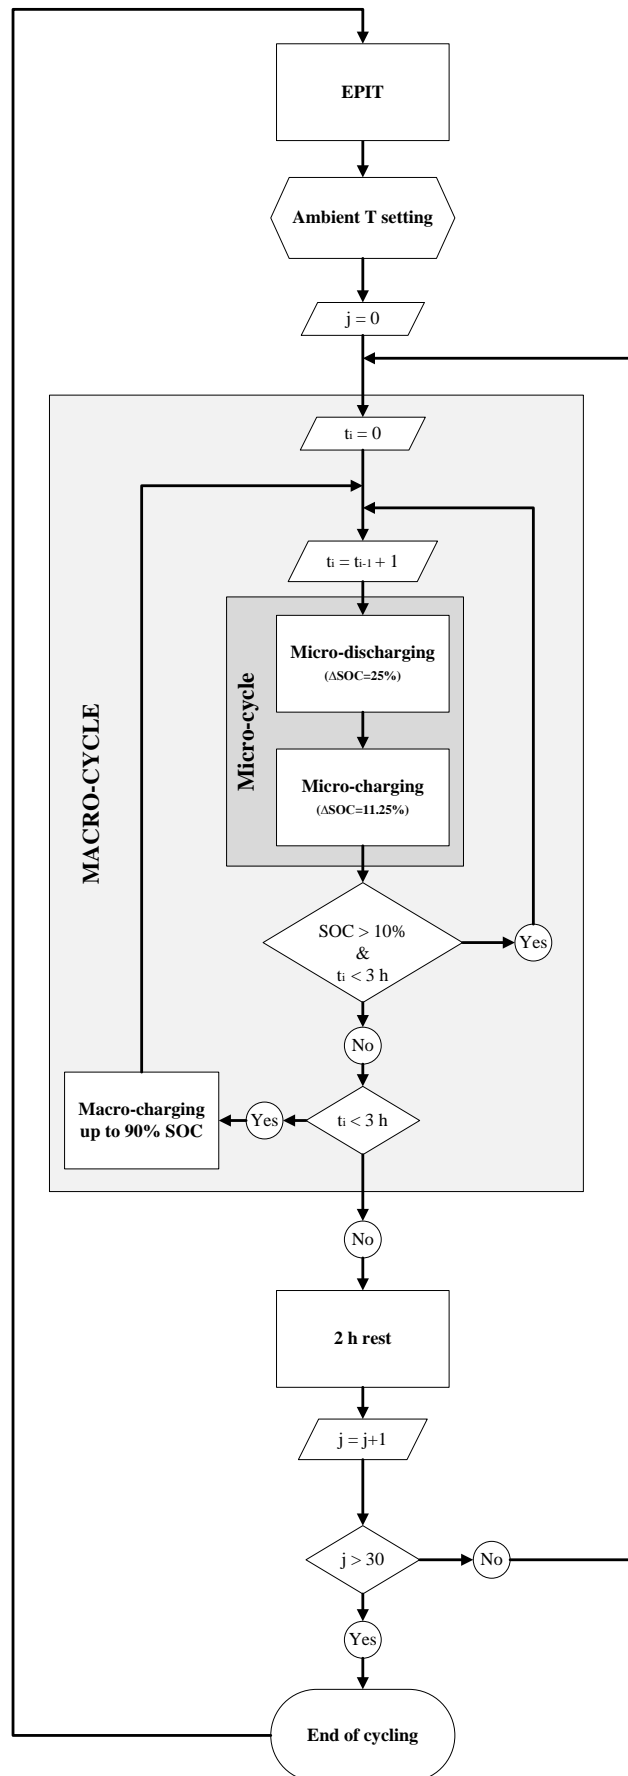 EPIT
Ambient T setting
j = 0
ti = 0
ti = ti-1 + 1
MACRO-CYCLE
Micro-cycle
Micro-discharging
(ΔSOC=25%)
Micro-charging
(ΔSOC=11.25%)
SOC > 10%
&
ti < 3 h
Yes
No
Macro-charging
up to 90% SOC
Yes
ti < 3 h
No
2 h rest
j = j+1
j > 30
No
Yes
End of cycling